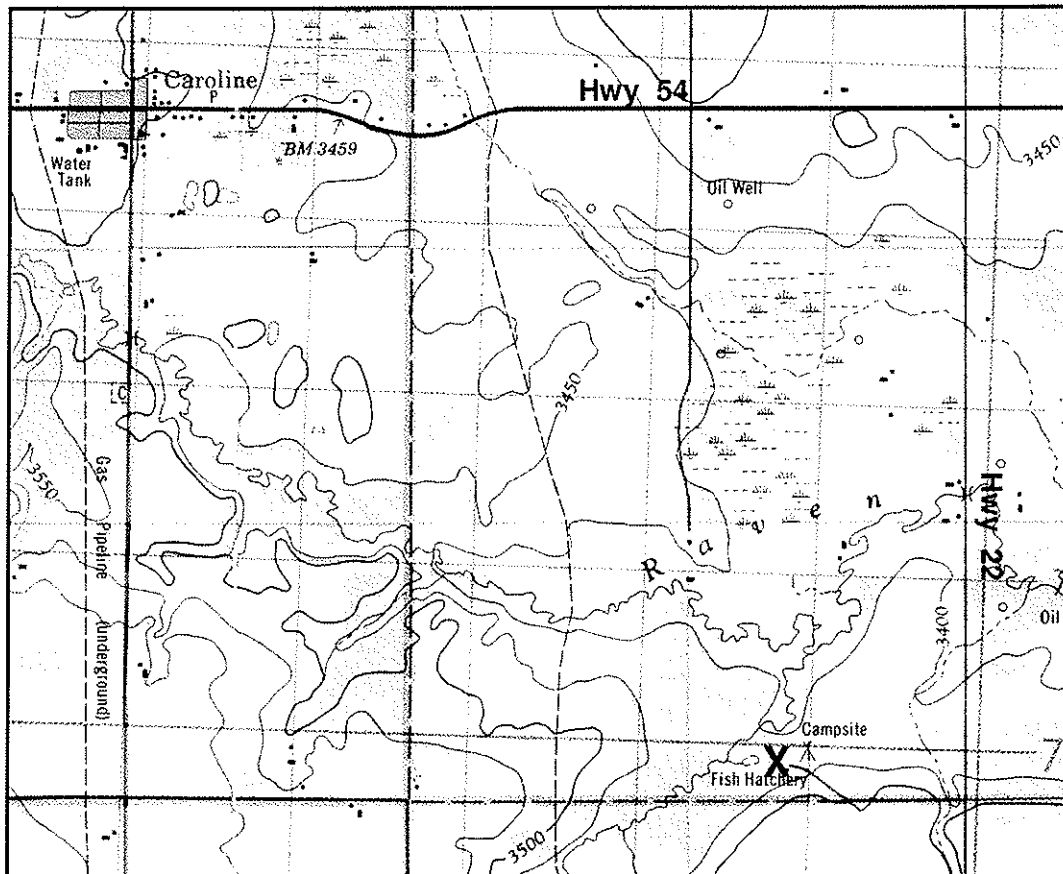 Caroline
P
Hwy 54
BM 3459
Water
Tank
3450
Oil Well
3450
LC
3550
Gas Pipeline (underground)
Hwy 22
R a v e n
3400
Oil
Campsite
7
X
Fish Hatchery
3500